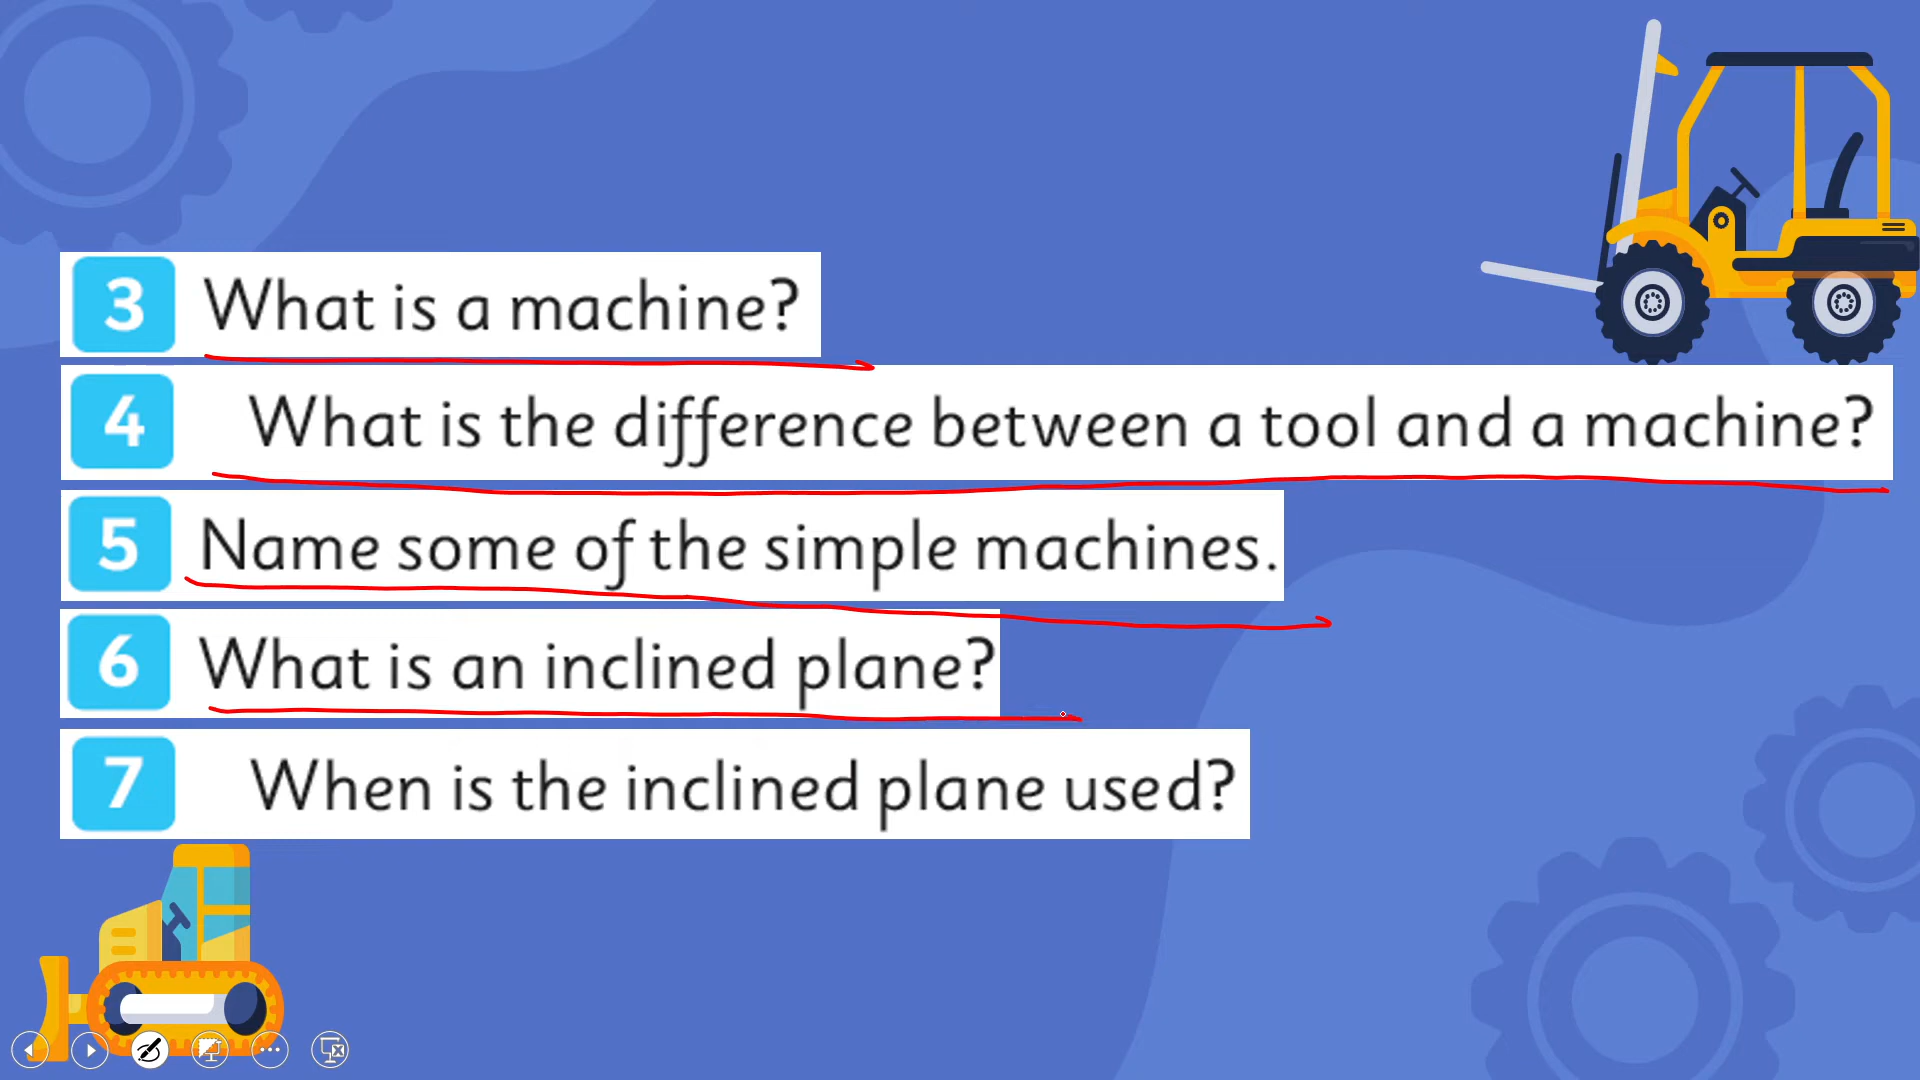 3 What is a machine?
4 What is the difference between a tool and a machine?
5 Name some of the simple machines.
6 What is an inclined plane?
7 When is the inclined plane used?